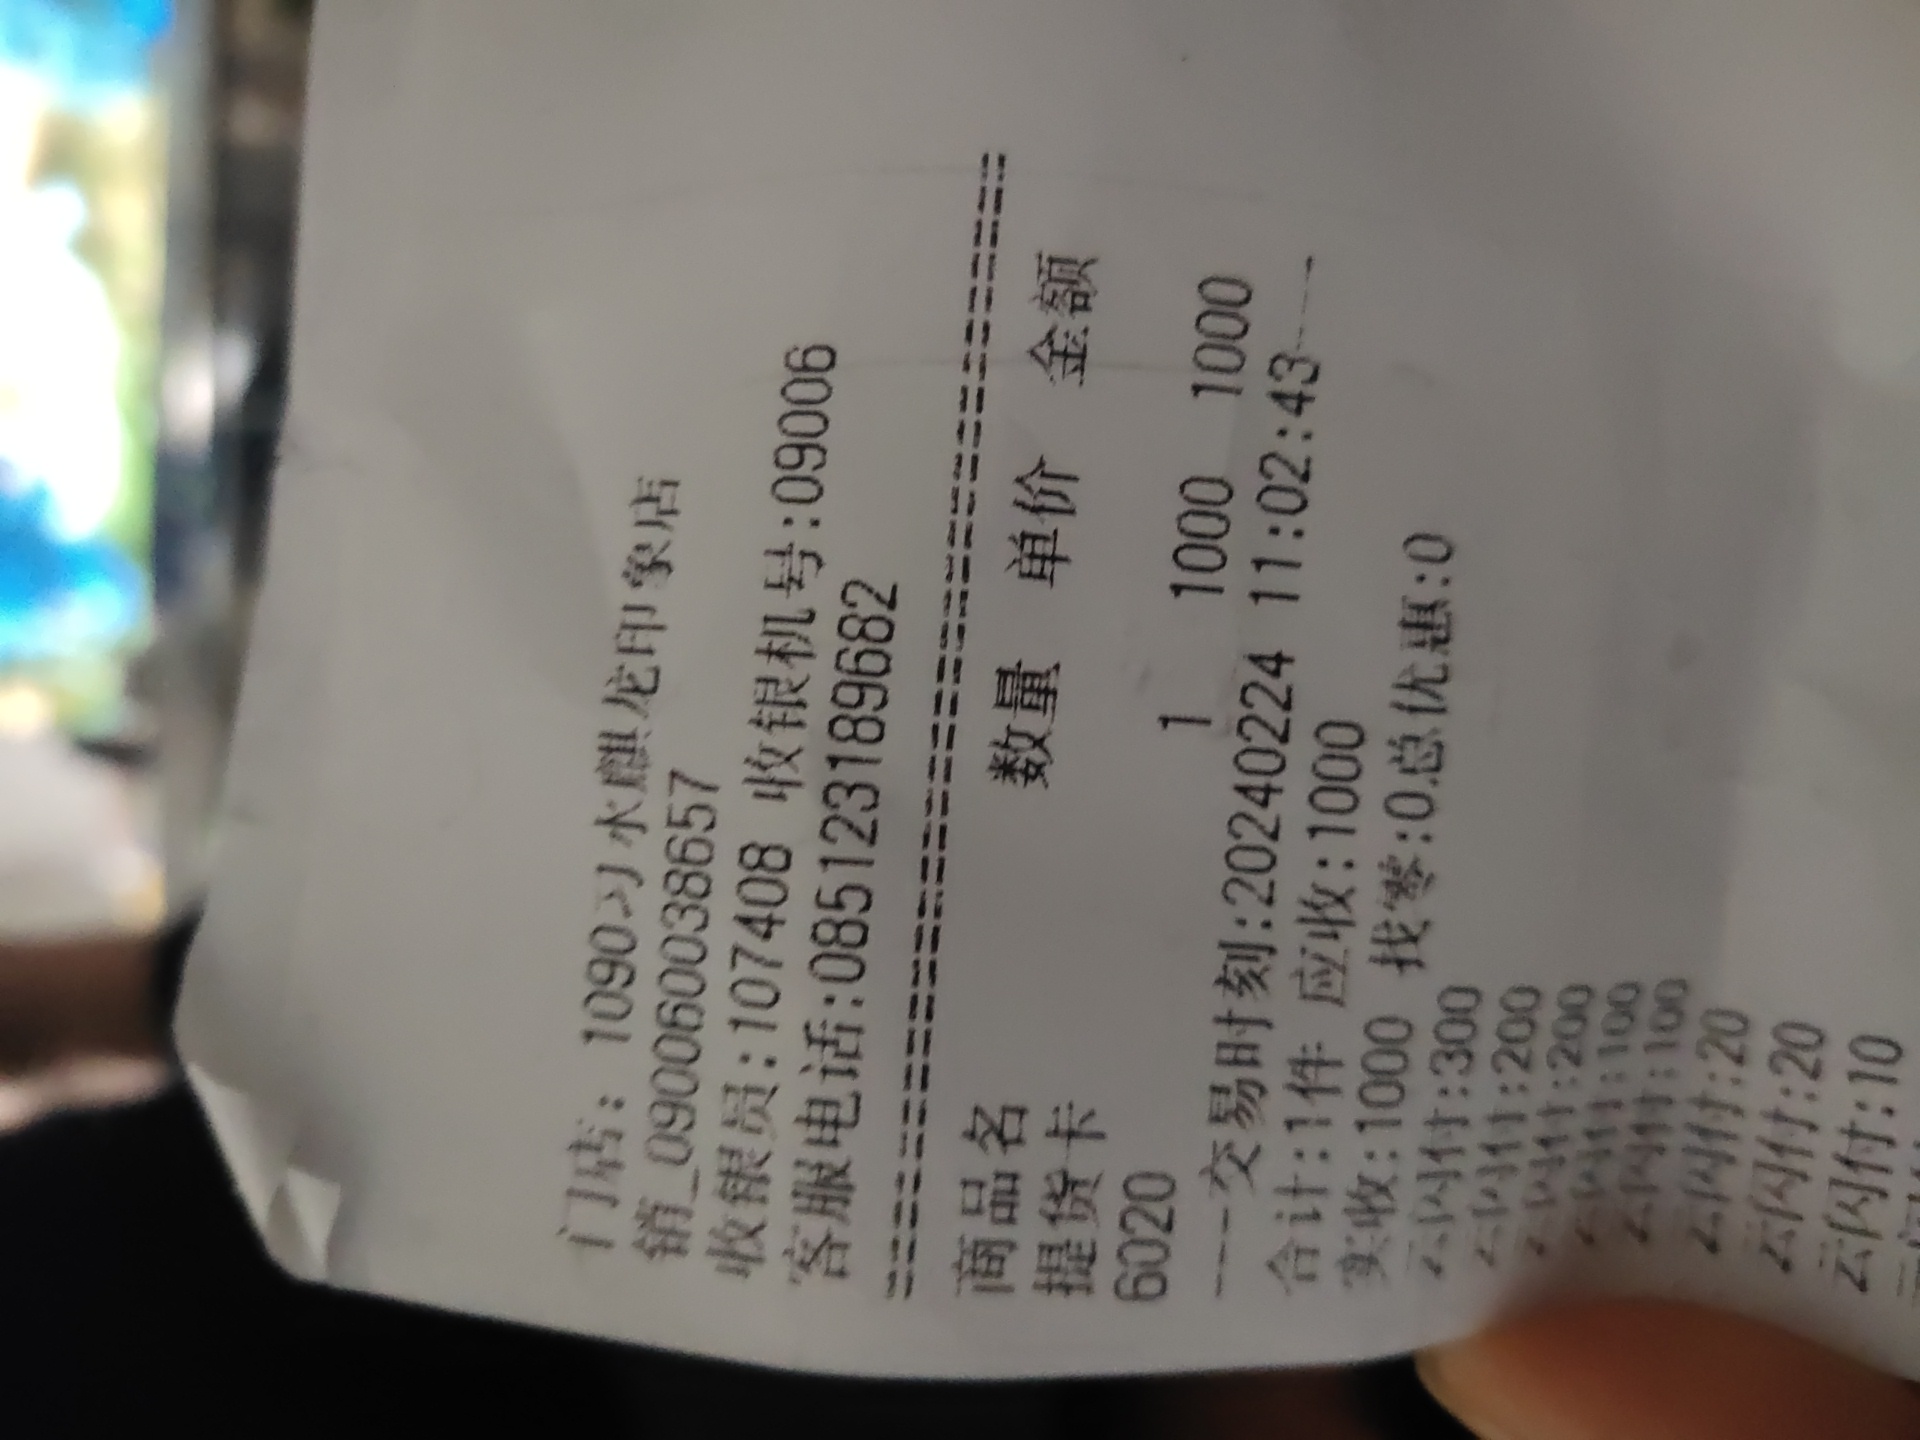 门店: 1090习水麒龙印象店
销_090060038657
收银员:107408 收银机号:09006
客服电话:085123189682
商品名 数量 单价 金额
提货卡
6020 1 1000 1000
---交易时刻:20240224 11:02:43----
合计:1件 应收:1000
实收:1000 找零:0总优惠:0
云闪付:300
云闪付:200
云闪付:200
云闪付:100
云闪付:100
云闪付:20
云闪付:20
云闪付:10